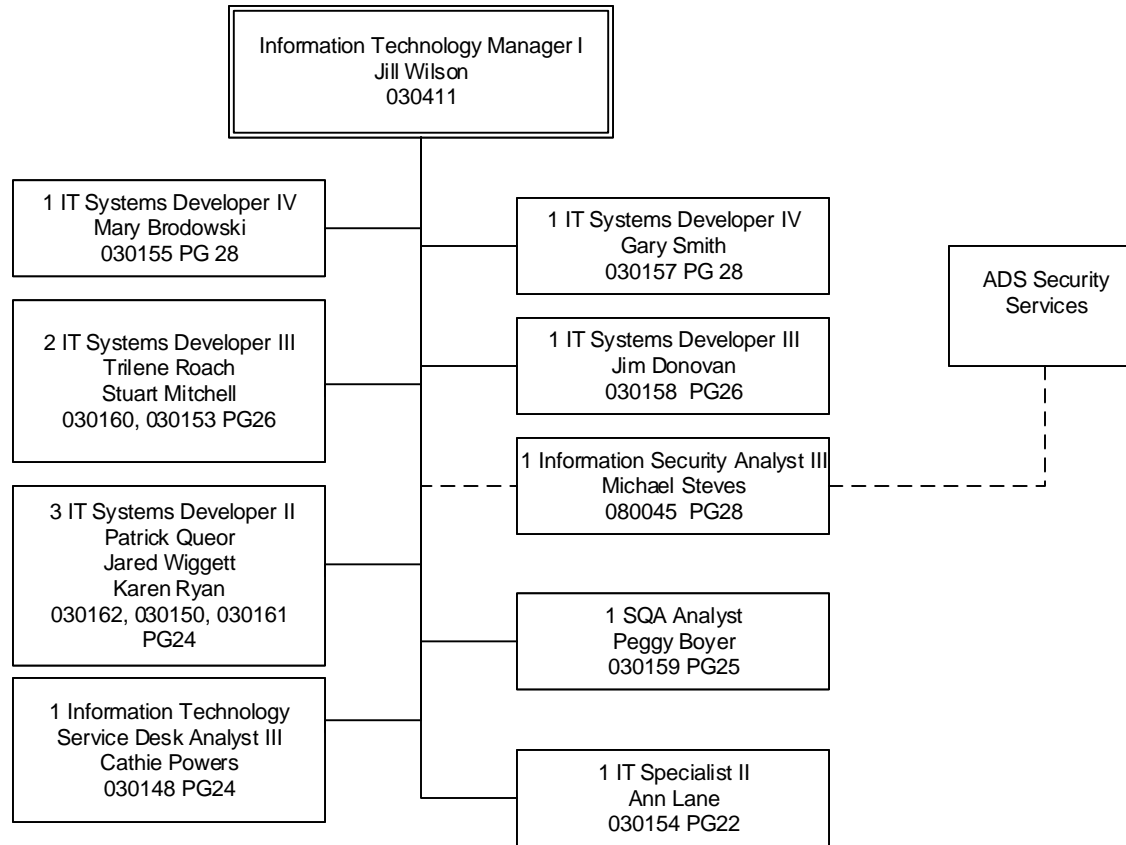 Information Technology Manager I
Jill Wilson
030411
1 IT Systems Developer IV
Mary Brodowski
030155 PG 28
1 IT Systems Developer IV
Gary Smith
030157 PG 28
ADS Security
Services
2 IT Systems Developer III
Trilene Roach
Stuart Mitchell
030160, 030153 PG26
1 IT Systems Developer III
Jim Donovan
030158 PG26
1 Information Security Analyst III
Michael Steves
080045 PG28
3 IT Systems Developer II
Patrick Queor
Jared Wiggett
Karen Ryan
030162, 030150, 030161
PG24
1 SQA Analyst
Peggy Boyer
030159 PG25
1 Information Technology
Service Desk Analyst III
Cathie Powers
030148 PG24
1 IT Specialist II
Ann Lane
030154 PG22